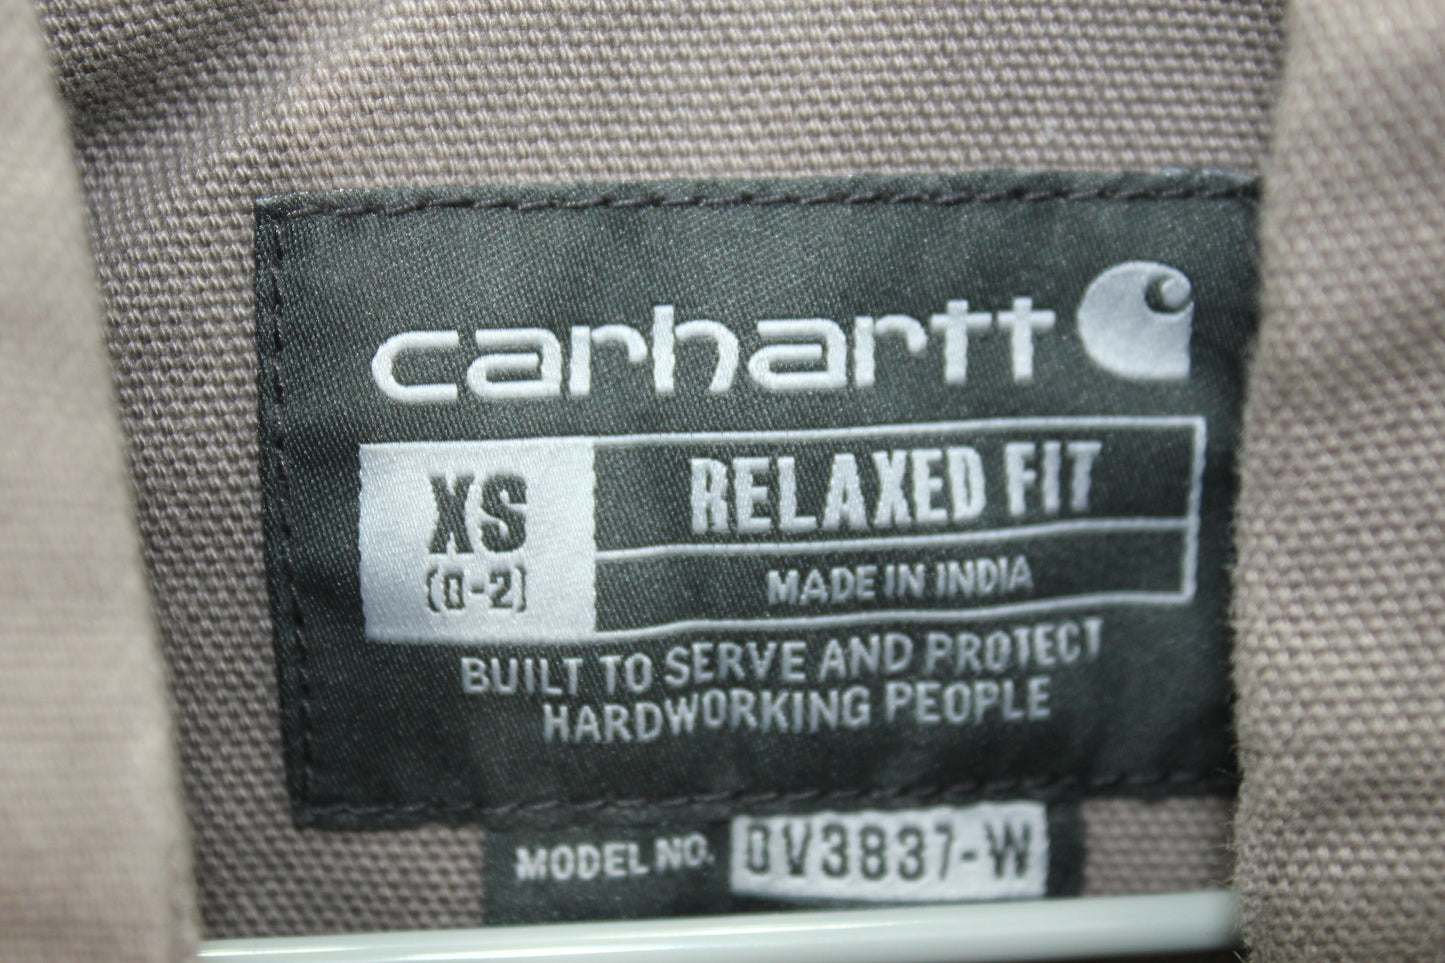 carhartt
XS
(0-2)
RELAXED FIT
MADE IN INDIA
BUILT TO SERVE AND PROTECT
HARDWORKING PEOPLE
MODEL NO. OV3837-W